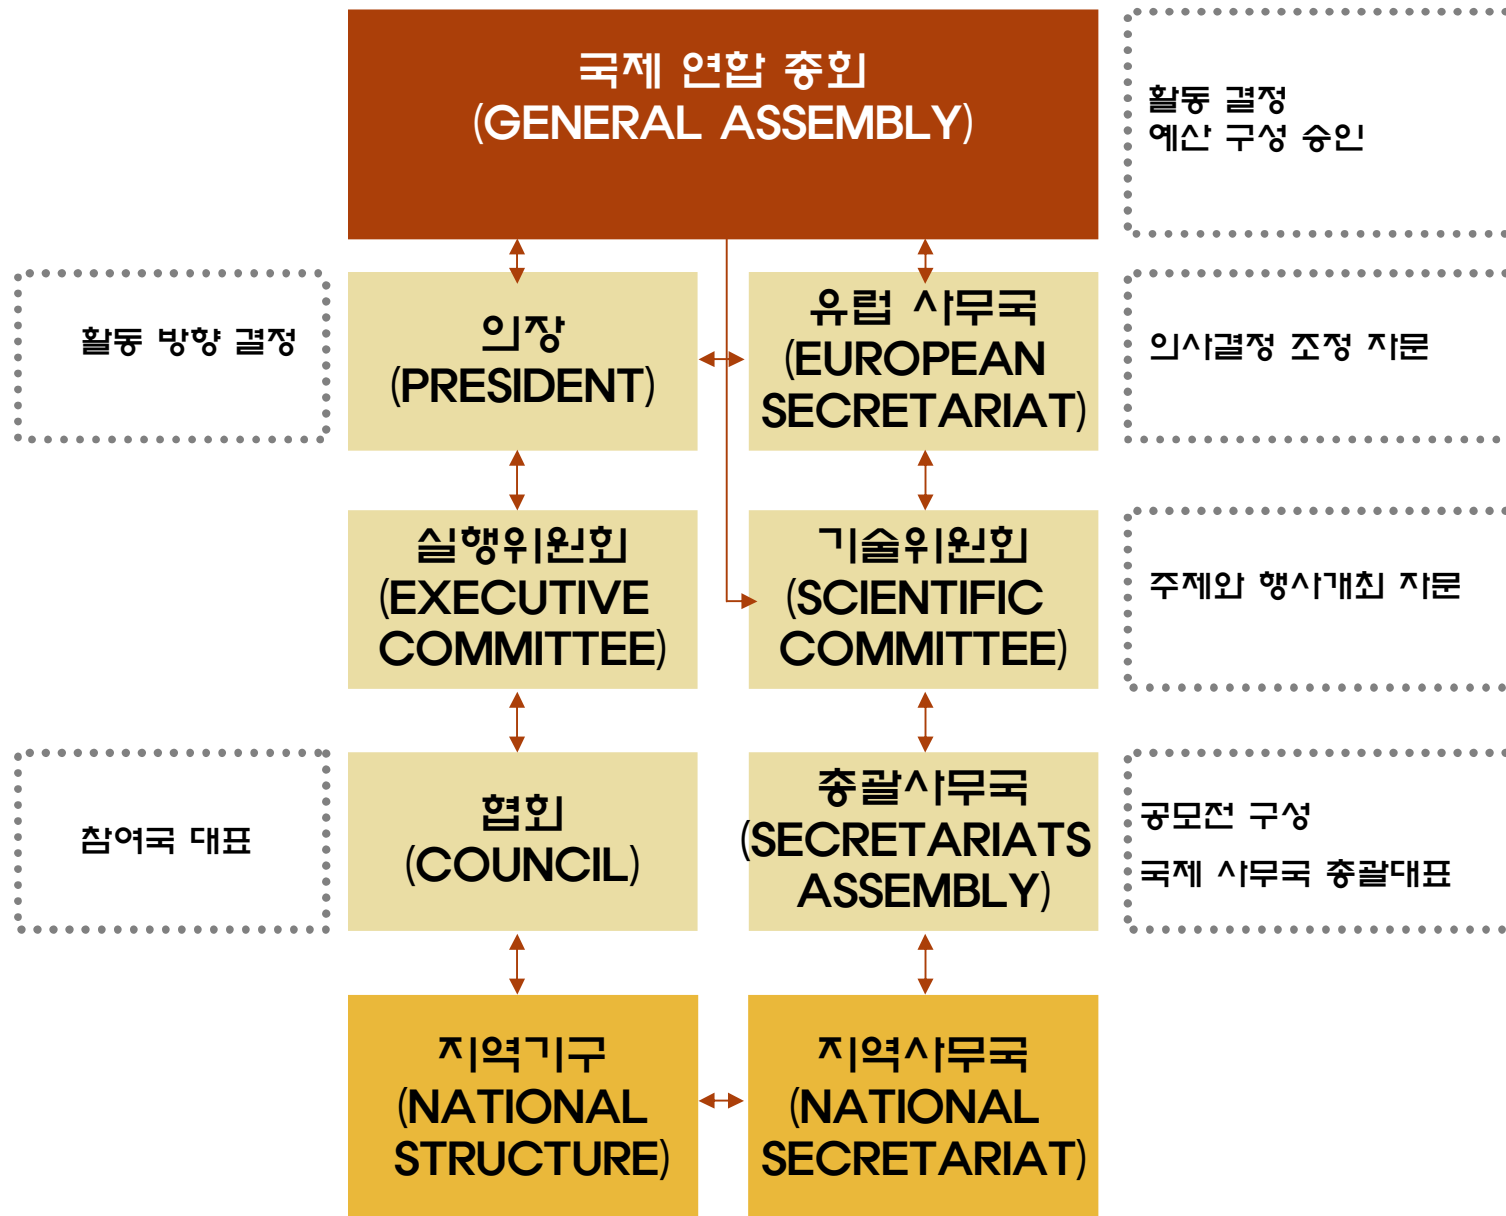 국제 연합 총회
(GENERAL ASSEMBLY)
활동 결정
예산 구성 승인
활동 방향 결정
의장
(PRESIDENT)
유럽 사무국
(EUROPEAN
SECRETARIAT)
의사결정 조정 자문
실행위원회
(EXECUTIVE
COMMITTEE)
기술위원회
(SCIENTIFIC
COMMITTEE)
주제와 행사개최 자문
참여국 대표
협회
(COUNCIL)
총괄사무국
(SECRETARIATS
ASSEMBLY)
공모전 구성
국제 사무국 총괄대표
지역기구
(NATIONAL
STRUCTURE)
지역사무국
(NATIONAL
SECRETARIAT)